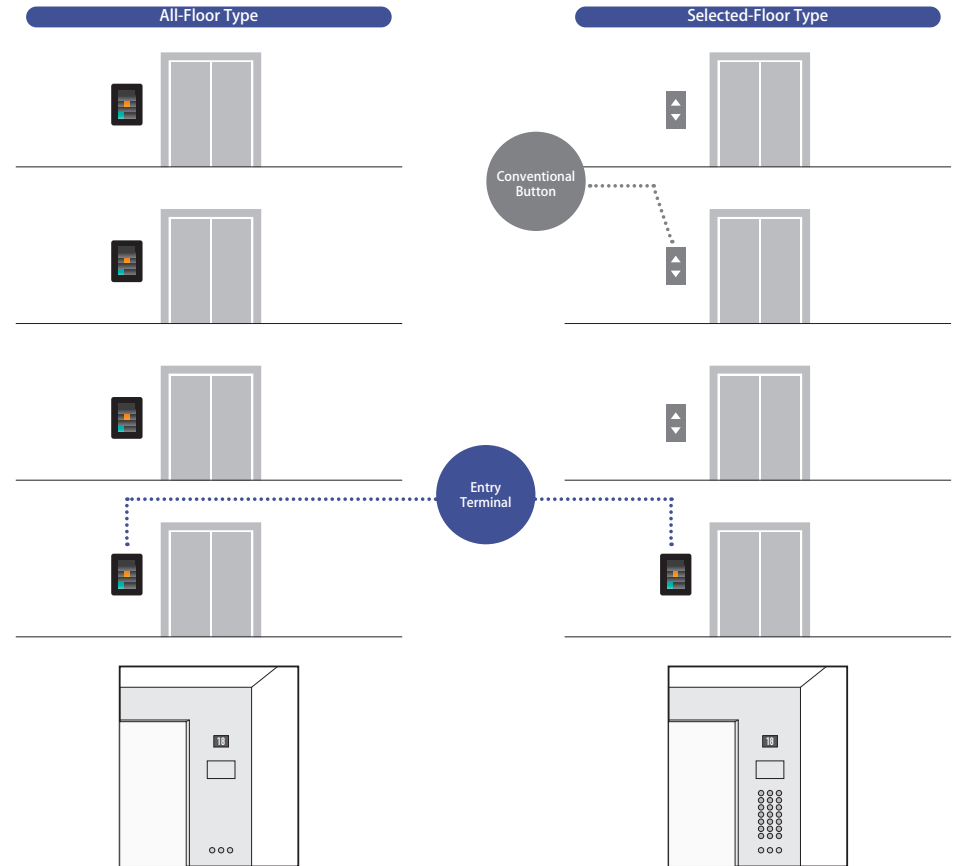 All-Floor Type
Selected-Floor Type
Conventional
Button
Entry
Terminal
18
18